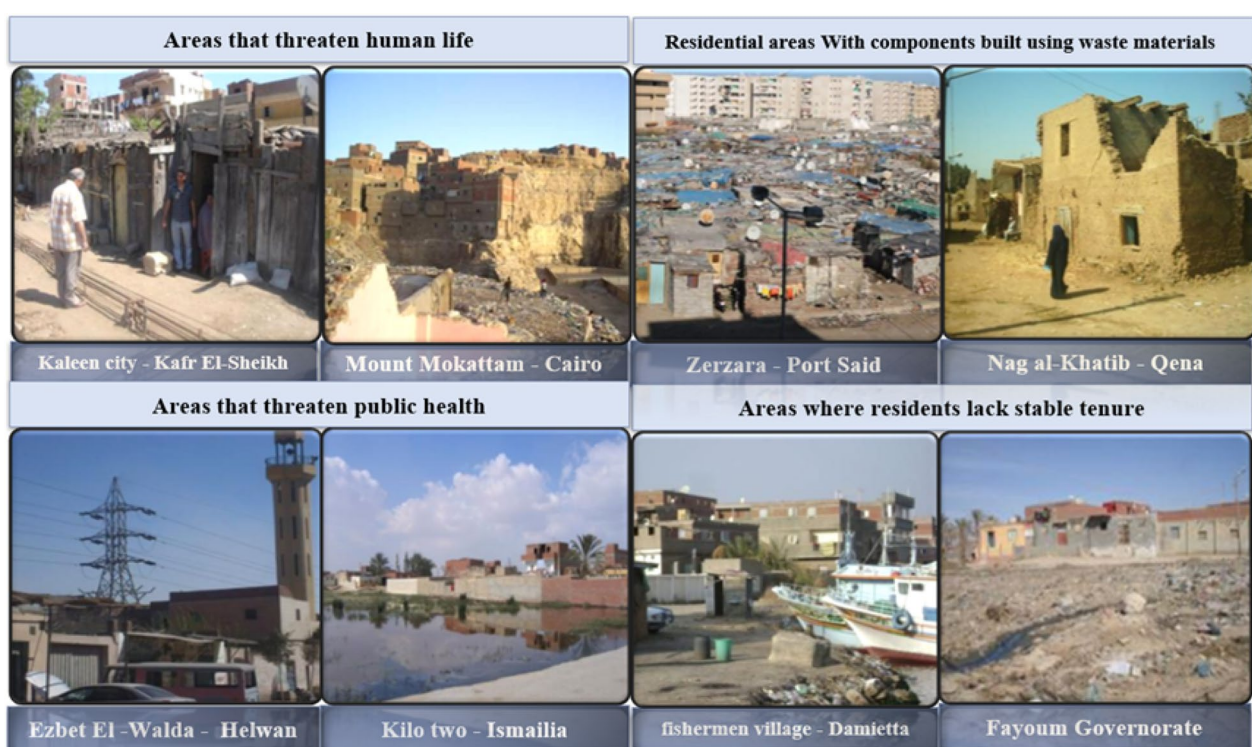 Areas that threaten human life
Residential areas With components built using waste materials
Kaleen city - Kafr El-Sheikh
Mount Mokattam - Cairo
Zerzara - Port Said
Nag al-Khatib - Qena
Areas that threaten public health
Areas where residents lack stable tenure
Ezbet El -Walda - Helwan
Kilo two - Ismailia
fishermen village - Damietta
Fayoum Governorate